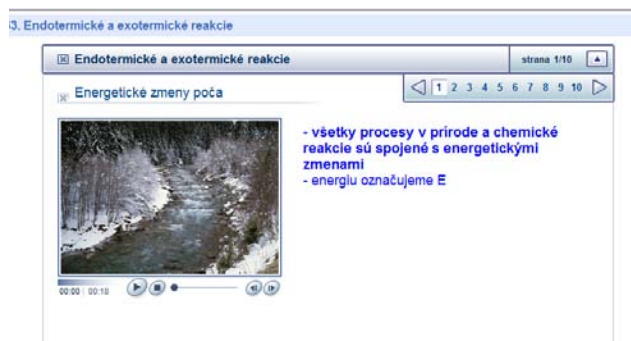 3. Endotermické a exotermické reakcie
Endotermické a exotermické reakcie
strana 1/10
Energetické zmeny poča
1 2 3 4 5 6 7 8 9 10
- všetky procesy v prírode a chemické
reakcie sú spojené s energetickými
zmenami
- energiu označujeme E
00:00 00:18